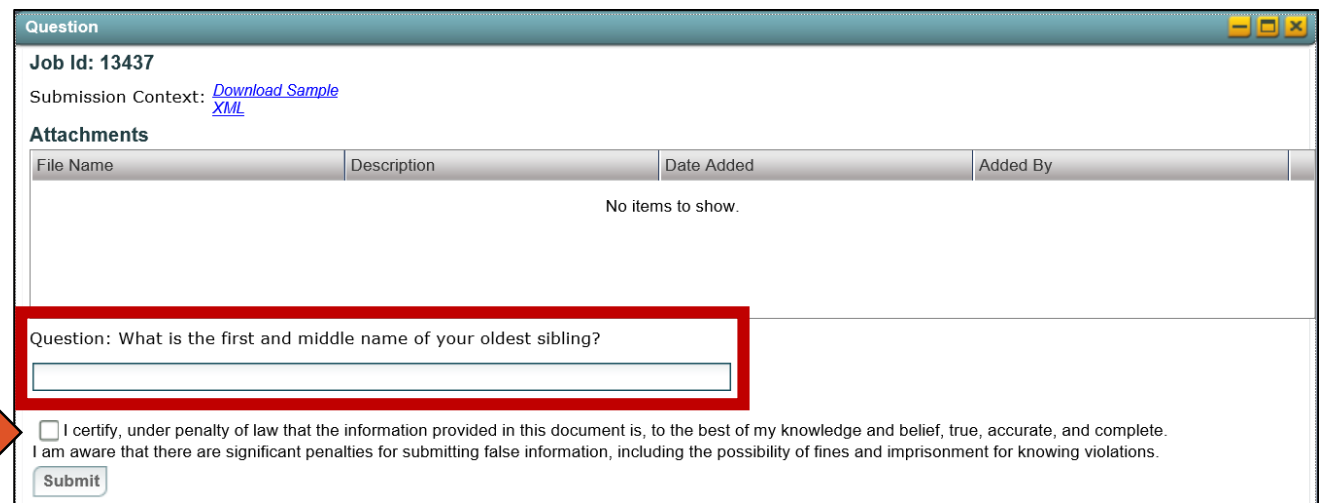 Question
Job Id: 13437
Submission Context: Download Sample
XML
Attachments
File Name Description Date Added Added By
No items to show.
Question: What is the first and middle name of your oldest sibling?
I certify, under penalty of law that the information provided in this document is, to the best of my knowledge and belief, true, accurate, and complete.
I am aware that there are significant penalties for submitting false information, including the possibility of fines and imprisonment for knowing violations.
Submit